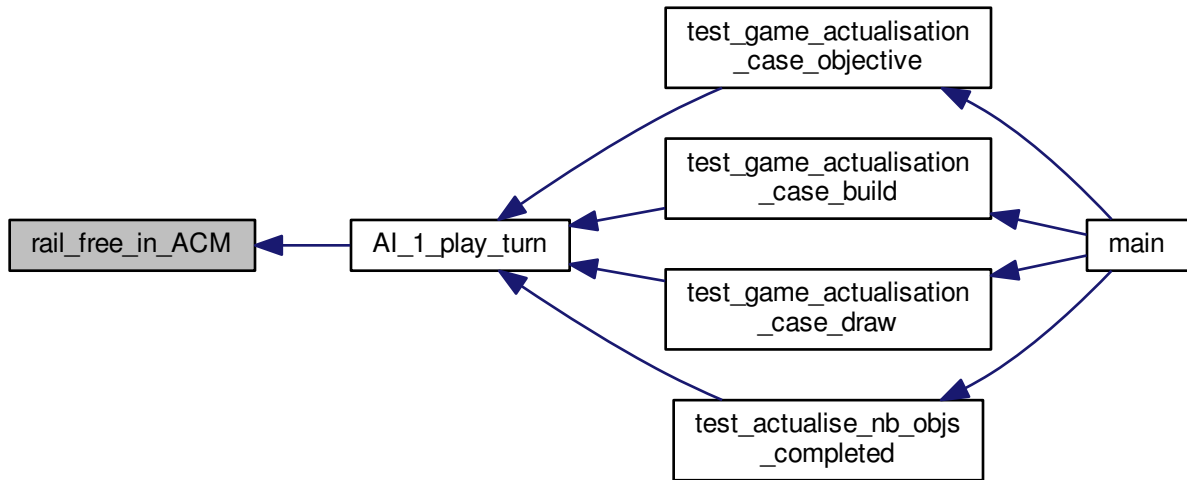 test_game_actualisation
_case_objective
test_game_actualisation
_case_build
rail_free_in_ACM
AI_1_play_turn
main
test_game_actualisation
_case_draw
test_actualise_nb_objs
_completed